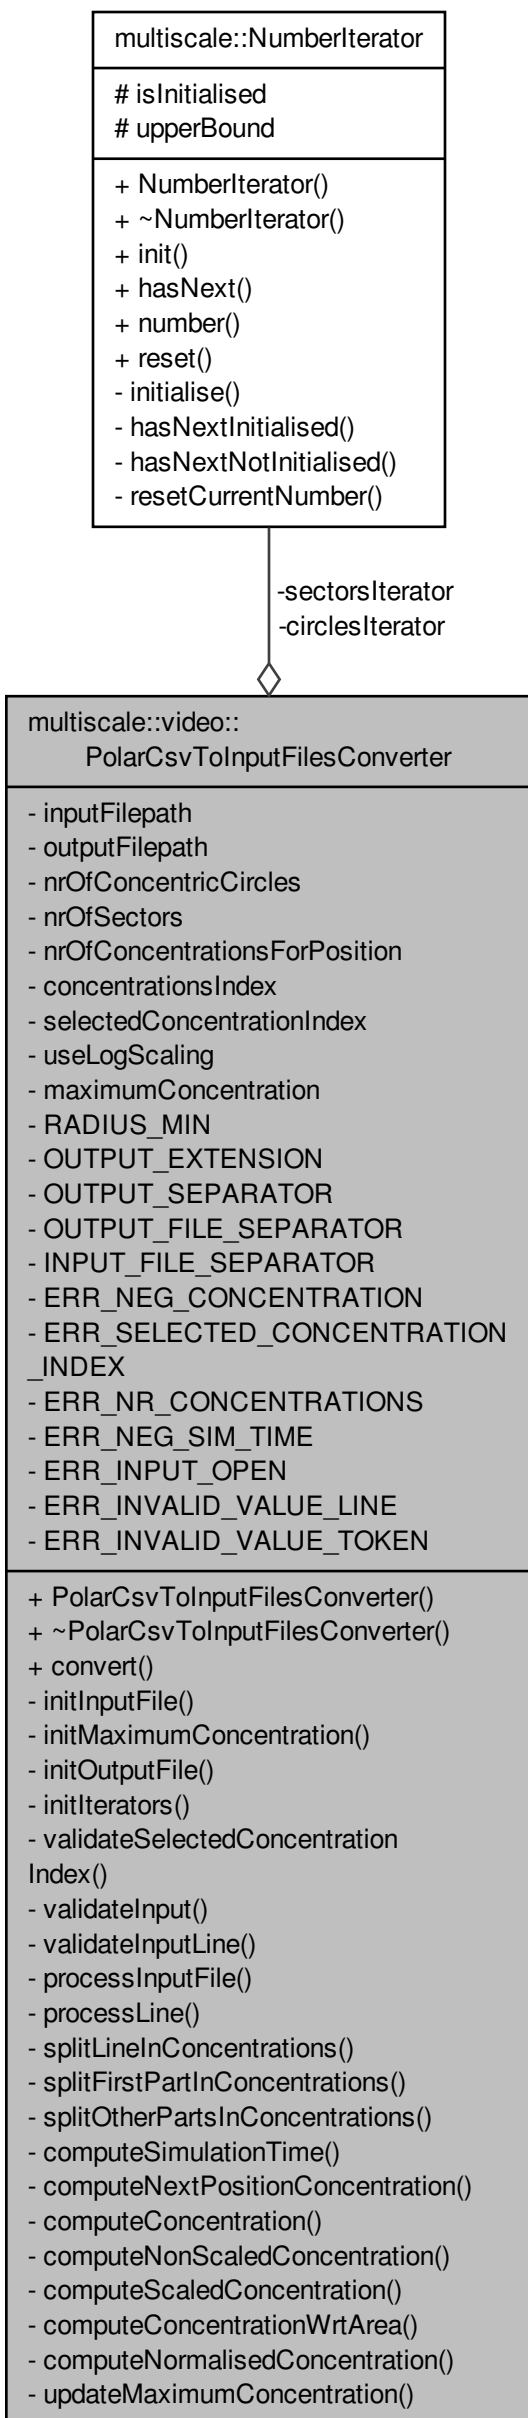 multiscale::NumberIterator
# isInitialised
# upperBound
+ NumberIterator()
+ ~NumberIterator()
+ init()
+ hasNext()
+ number()
+ reset()
- initialise()
- hasNextInitialised()
- hasNextNotInitialised()
- resetCurrentNumber()
-sectorsIterator
-circlesIterator
multiscale::video::
PolarCsvToInputFilesConverter
- inputFilepath
- outputFilepath
- nrOfConcentricCircles
- nrOfSectors
- nrOfConcentrationsForPosition
- concentrationsIndex
- selectedConcentrationIndex
- useLogScaling
- maximumConcentration
- RADIUS_MIN
- OUTPUT_EXTENSION
- OUTPUT_SEPARATOR
- OUTPUT_FILE_SEPARATOR
- INPUT_FILE_SEPARATOR
- ERR_NEG_CONCENTRATION
- ERR_SELECTED_CONCENTRATION
_INDEX
- ERR_NR_CONCENTRATIONS
- ERR_NEG_SIM_TIME
- ERR_INPUT_OPEN
- ERR_INVALID_VALUE_LINE
- ERR_INVALID_VALUE_TOKEN
+ PolarCsvToInputFilesConverter()
+ ~PolarCsvToInputFilesConverter()
+ convert()
- initInputFile()
- initMaximumConcentration()
- initOutputFile()
- initIterators()
- validateSelectedConcentration
Index()
- validateInput()
- validateInputLine()
- processInputFile()
- processLine()
- splitLineInConcentrations()
- splitFirstPartInConcentrations()
- splitOtherPartsInConcentrations()
- computeSimulationTime()
- computeNextPositionConcentration()
- computeConcentration()
- computeNonScaledConcentration()
- computeScaledConcentration()
- computeConcentrationWrtArea()
- computeNormalisedConcentration()
- updateMaximumConcentration()